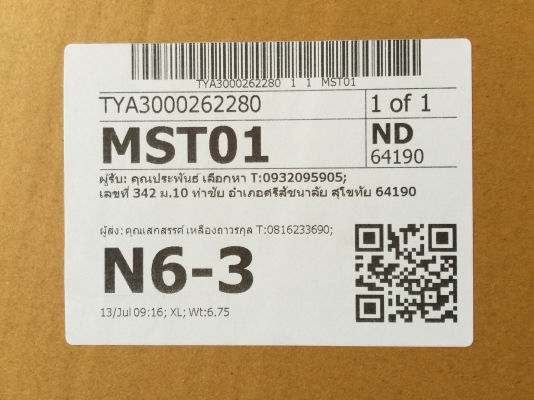 TYA3000262280 1 1 MST01
TYA3000262280
1 of 1
MST01
ND
64190
ผู้รับ: คุณประพันธ์ เลือกหา T:0932095905;
เลขที่ 342 ม.10 ท่าชัย อำเภอศรีสัชนาลัย สุโขทัย 64190
ผู้ส่ง: คุณแสกสรรค์ เหลืองถาวรกุล T:0816233690;
N6-3
13/Jul 09:16; XL; Wt:6.75